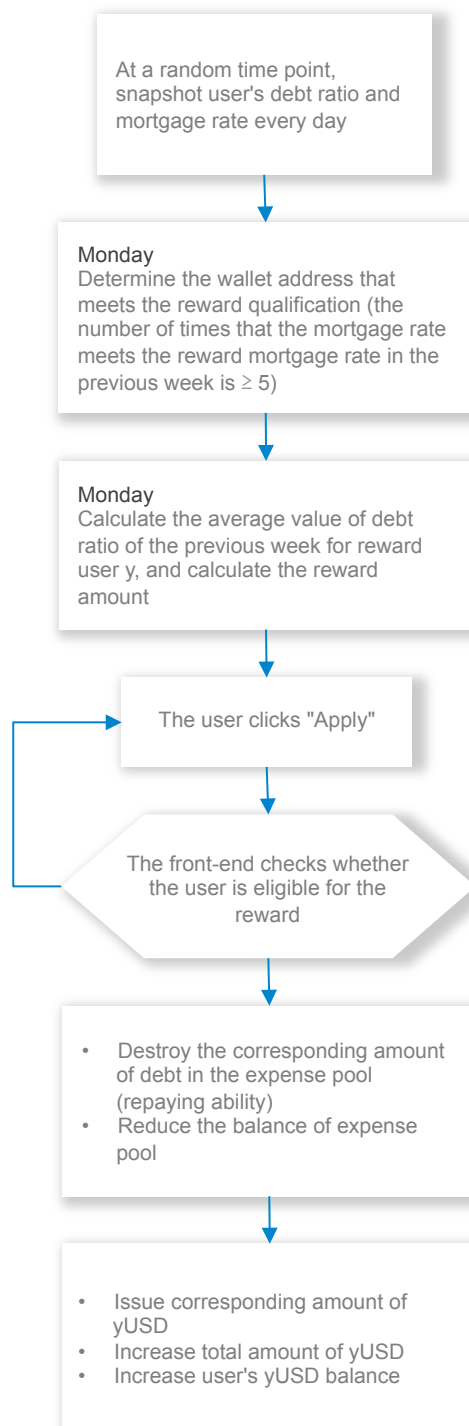 At a random time point,
snapshot user's debt ratio and
mortgage rate every day
Monday
Determine the wallet address that
meets the reward qualification (the
number of times that the mortgage rate
meets the reward mortgage rate in the
previous week is ≥ 5)
Monday
Calculate the average value of debt
ratio of the previous week for reward
user y, and calculate the reward
amount
The user clicks "Apply"
The front-end checks whether
the user is eligible for the
reward
• Destroy the corresponding amount
of debt in the expense pool
(repaying ability)
• Reduce the balance of expense
pool
• Issue corresponding amount of
yUSD
• Increase total amount of yUSD
• Increase user's yUSD balance